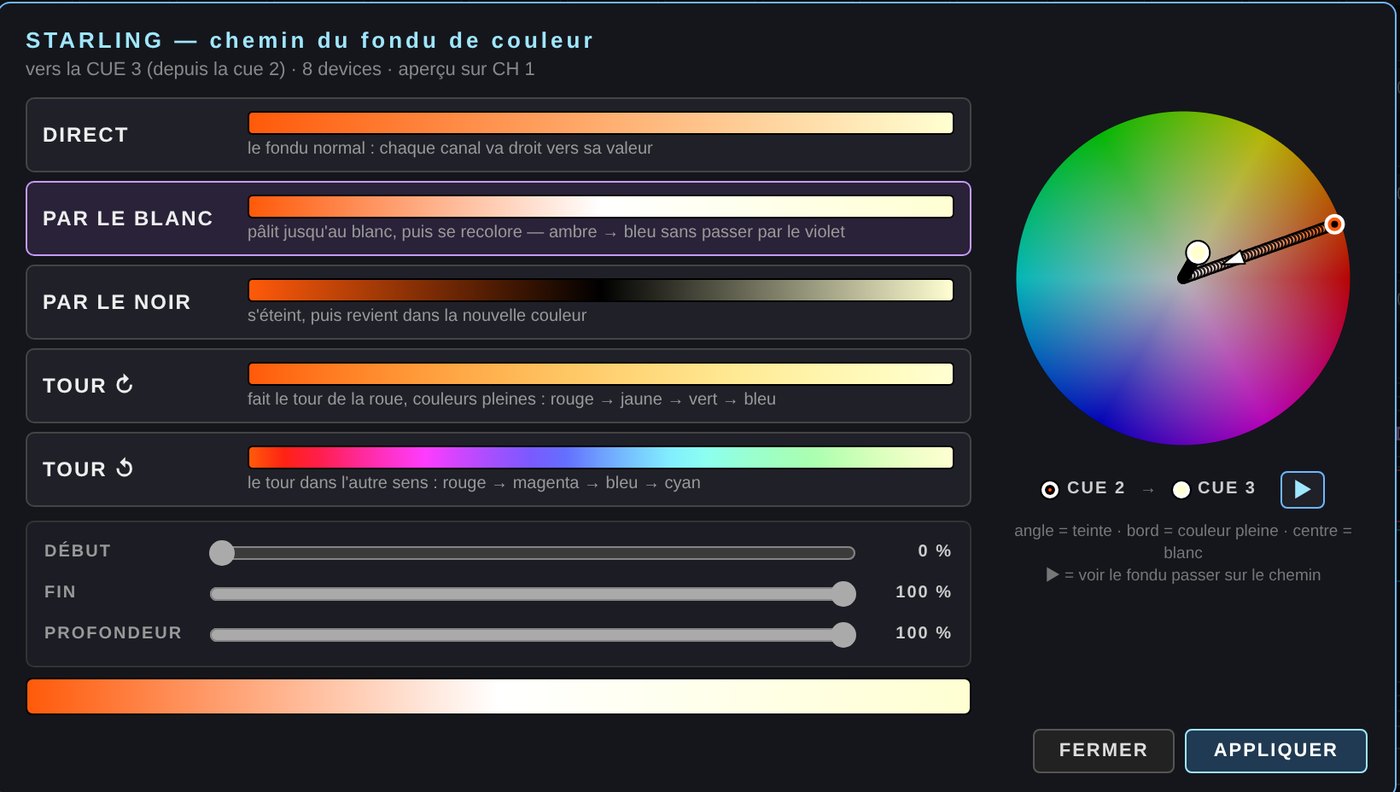 STARLING — chemin du fondu de couleur
vers la CUE 3 (depuis la cue 2) · 8 devices · aperçu sur CH 1
DIRECT
le fondu normal : chaque canal va droit vers sa valeur
PAR LE BLANC
pâlit jusqu'au blanc, puis se recolore — ambre → bleu sans passer par le violet
PAR LE NOIR
s'éteint, puis revient dans la nouvelle couleur
TOUR ↻
fait le tour de la roue, couleurs pleines : rouge → jaune → vert → bleu
TOUR ↺
le tour dans l'autre sens : rouge → magenta → bleu → cyan
DÉBUT 0 %
FIN 100 %
PROFONDEUR 100 %
CUE 2 → CUE 3 ▶
angle = teinte · bord = couleur pleine · centre =
blanc
▶ = voir le fondu passer sur le chemin
FERMER APPLIQUER